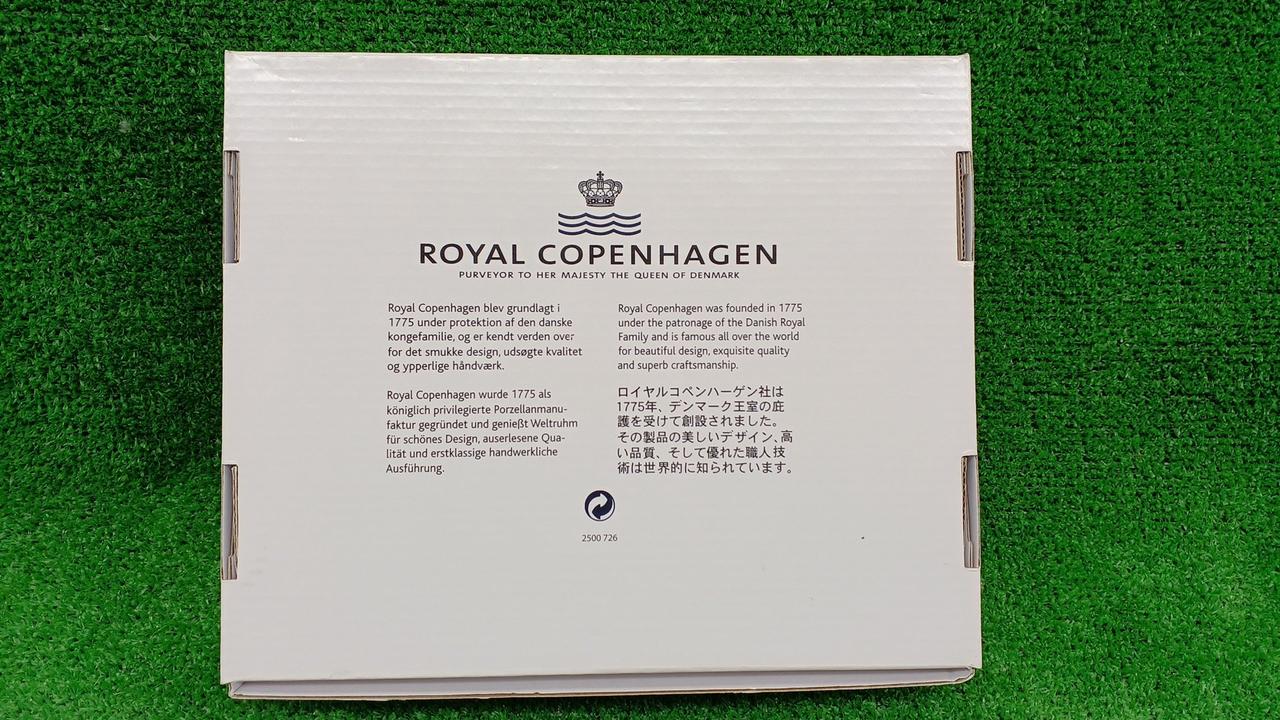 ROYAL COPENHAGEN
PURVEYOR TO HER MAJESTY THE QUEEN OF DENMARK
Royal Copenhagen blev grundlagt i
1775 under protektion af den danske
kongefamilie, og er kendt verden over
for det smukke design, udsøgte kvalitet
og ypperlige håndværk.
Royal Copenhagen was founded in 1775
under the patronage of the Danish Royal
Family and is famous all over the world
for beautiful design, exquisite quality
and superb craftsmanship.
Royal Copenhagen wurde 1775 als
königlich privilegierte Porzellanmanu-
faktur gegründet und genießt Weltruhm
für schönes Design, auserlesene Qua-
lität und erstklassige handwerkliche
Ausführung.
ロイヤルコペンハーゲン社は
1775年、デンマーク王室の庇
護を受けて創設されました。
その製品の美しいデザイン、高
い品質、そして優れた職人技
術は世界的に知られています。
2500 726